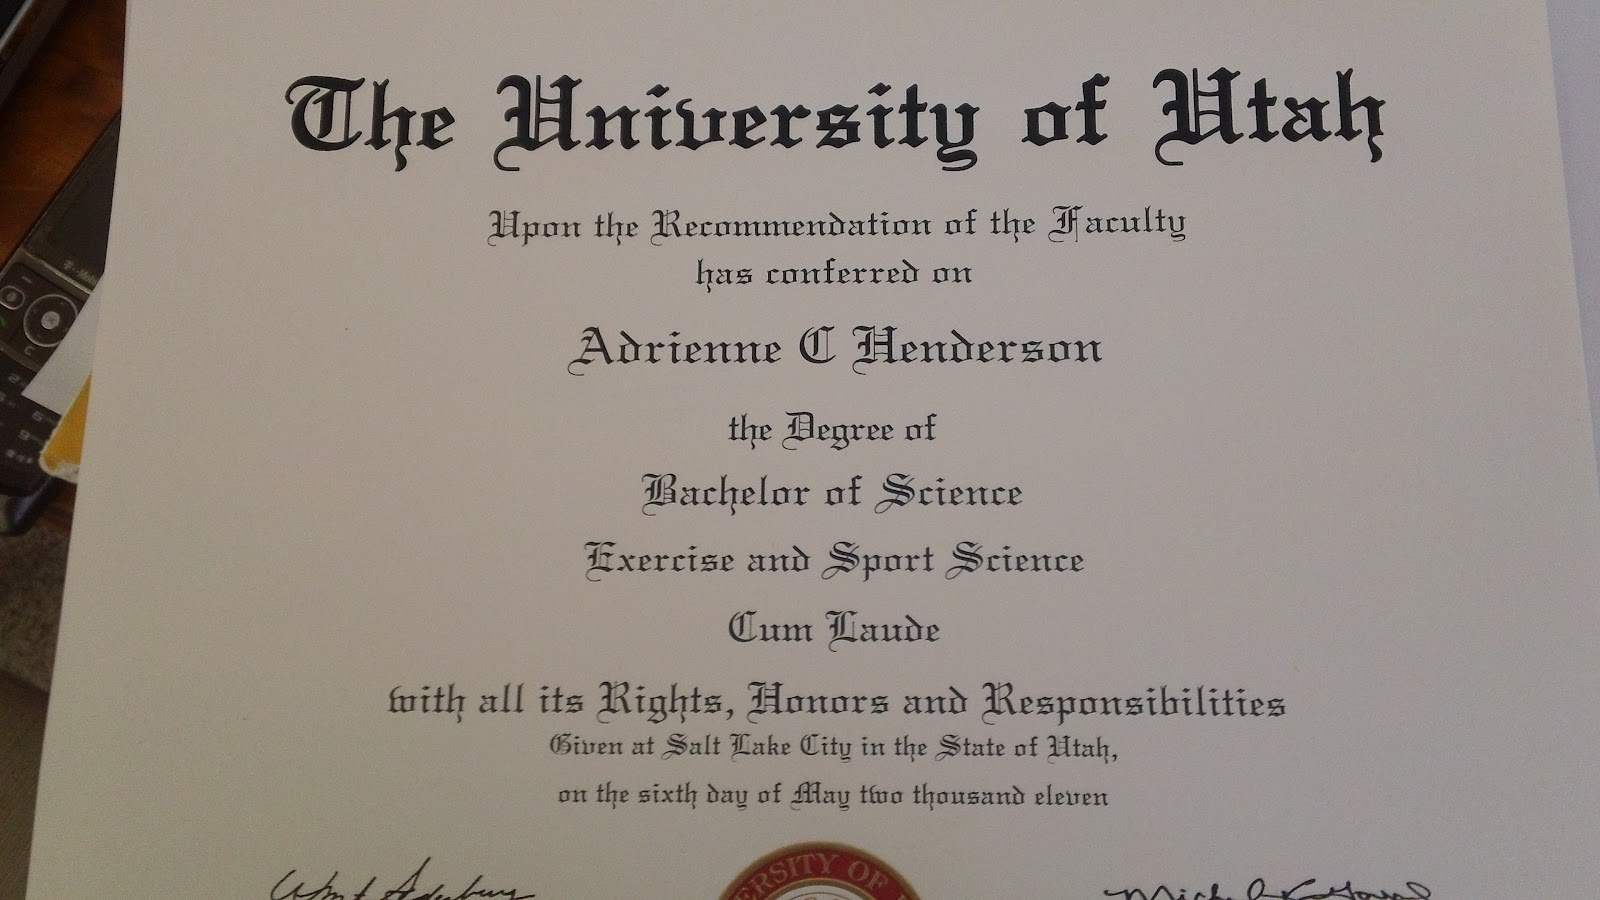 The University of Utah
Upon the Recommendation of the Faculty
has conferred on
Adrienne C Henderson
the Degree of
Bachelor of Science
Exercise and Sport Science
Cum Laude
with all its Rights, Honors and Responsibilities
Given at Salt Lake City in the State of Utah,
on the sixth day of May two thousand eleven